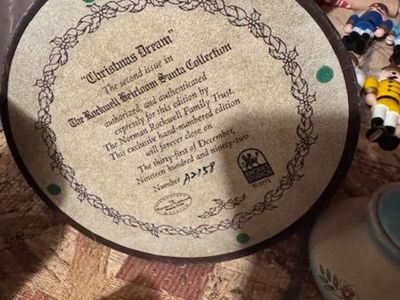 "Christmas Dream"
The second issue in
The Rockwell Heirloom Santa Collection
authorized, and authenticated
expressly for this edition by
The Norman Rockwell Family Trust.
This exclusive hand-numbered edition
will forever close on
The thirty-first of December,
Nineteen hundred and ninety-two
Number A2158